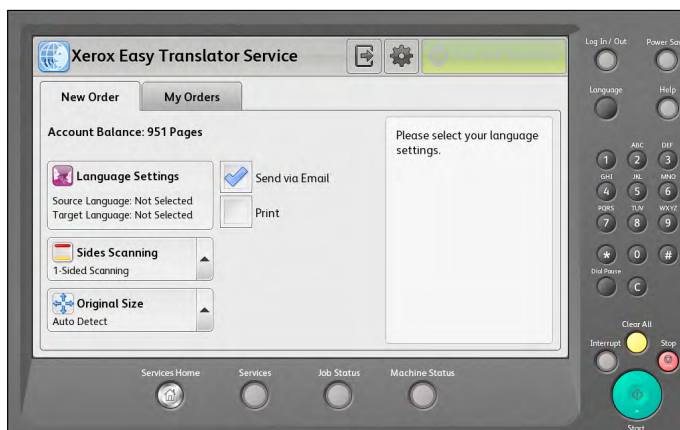 Xerox Easy Translator Service
New Order
My Orders
Account Balance: 951 Pages
Language Settings
Source Language: Not Selected
Target Language: Not Selected
Send via Email
Print
Sides Scanning
1-Sided Scanning
Original Size
Auto Detect
Please select your language
settings.
Services Home
Services
Job Status
Machine Status
Log In / Out
Language
Help
1
ABC
2
DEF
3
GHI
4
JKL
5
MNO
6
PQRS
7
TUV
8
WXYZ
9
*
0
#
Dial Pause
C
Clear All
Interrupt
Stop
Start